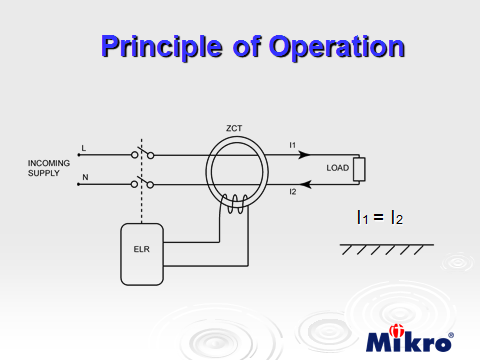 Principle of Operation
ZCT
L
I1
INCOMING
SUPPLY
LOAD
N
I2
I1 = I2
ELR
Mikro®